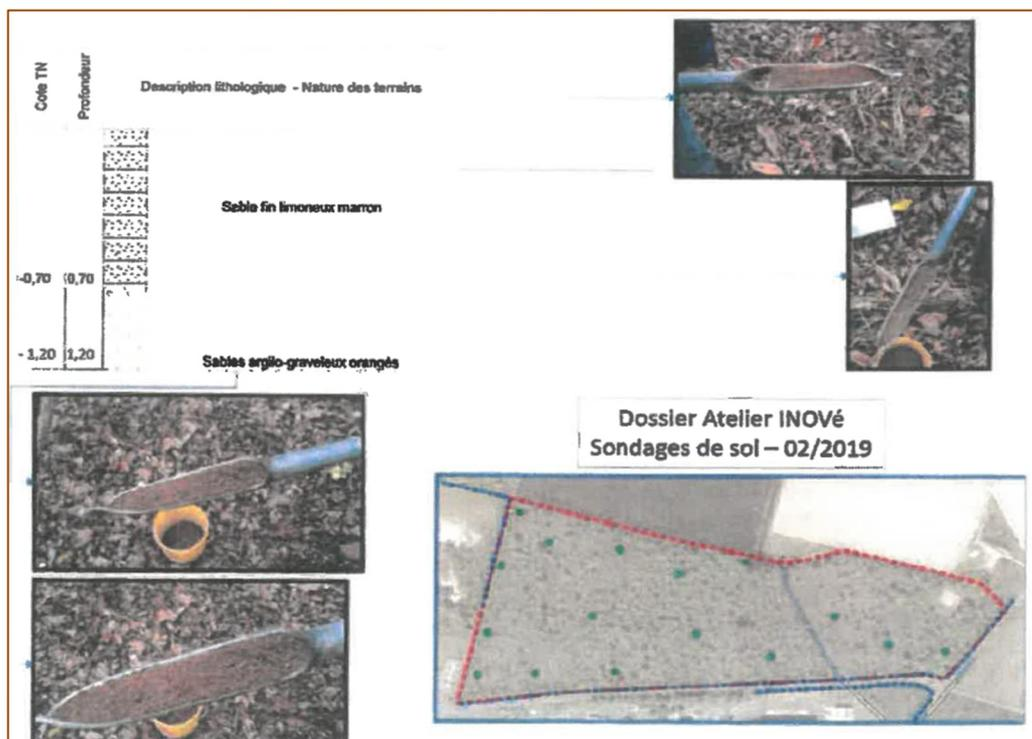 Cote TN
Profondeur
Description lithologique - Nature des terrains
Sable fin limoneux marron
-0,70 0,70
- 1,20 1,20
Sables argilo-graveleux orangés
Dossier Atelier INOVé
Sondages de sol – 02/2019